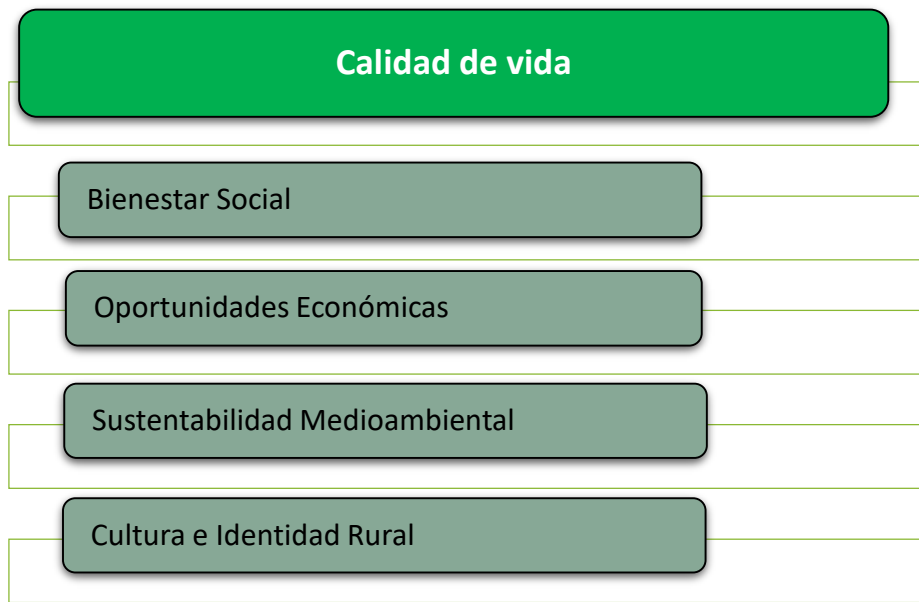 Calidad de vida
Bienestar Social
Oportunidades Económicas
Sustentabilidad Medioambiental
Cultura e Identidad Rural